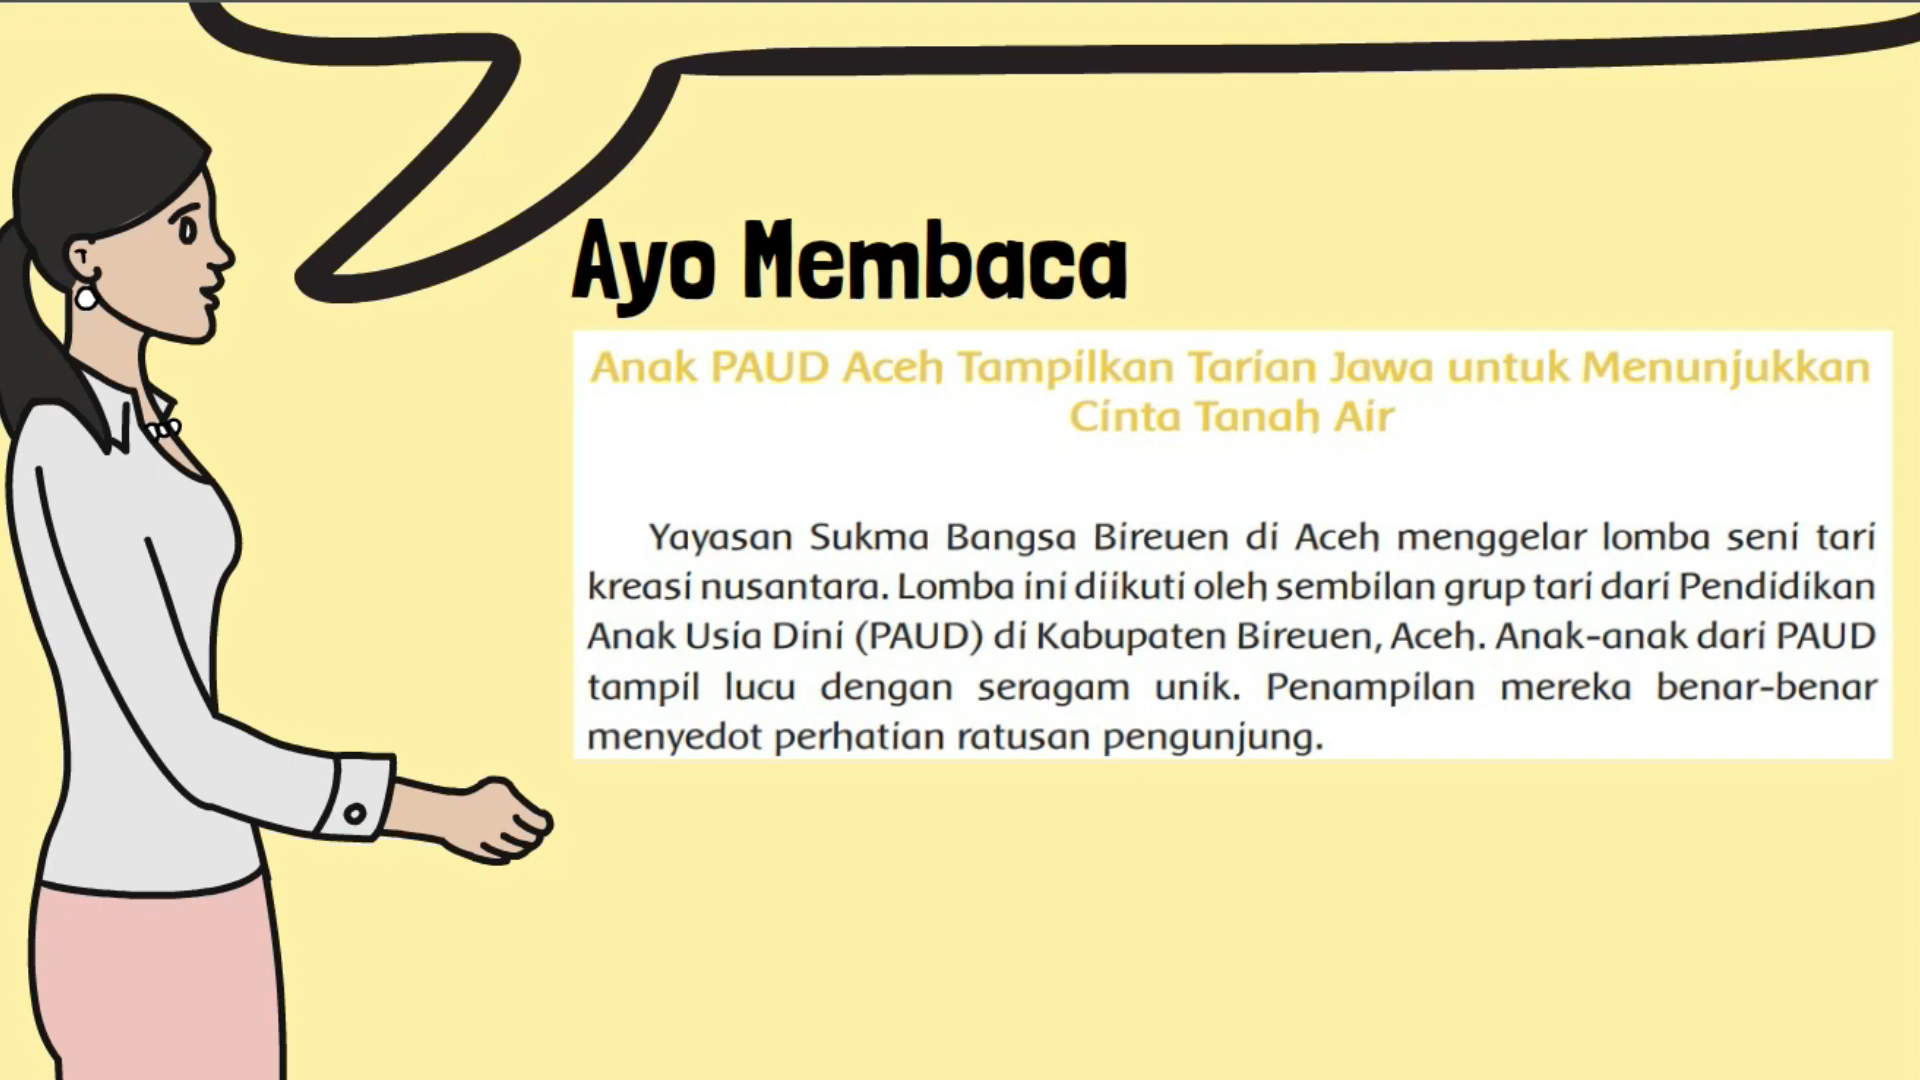 Ayo Membaca
Anak PAUD Aceh Tampilkan Tarian Jawa untuk Menunjukkan
Cinta Tanah Air
Yayasan Sukma Bangsa Bireuen di Aceh menggelar lomba seni tari
kreasi nusantara. Lomba ini diikuti oleh sembilan grup tari dari Pendidikan
Anak Usia Dini (PAUD) di Kabupaten Bireuen, Aceh. Anak-anak dari PAUD
tampil lucu dengan seragam unik. Penampilan mereka benar-benar
menyedot perhatian ratusan pengunjung.